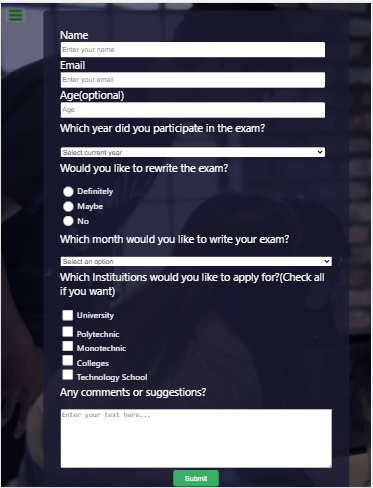 Name
Enter your name
Email
Enter your email
Age(optional)
Age
Which year did you participate in the exam?
Select current year
Would you like to rewrite the exam?
Definitely
Maybe
No
Which month would you like to write your exam?
Select an option
Which Instituitions would you like to apply for?(Check all
if you want)
University
Polytechnic
Monotechnic
Colleges
Technology School
Any comments or suggestions?
Enter your text here...
Submit